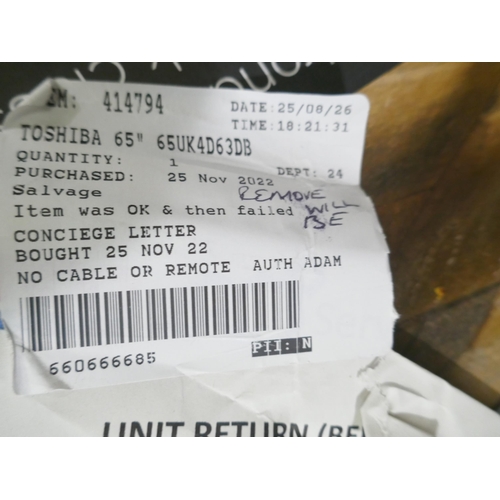 414794
DATE:25/08/26
TIME:18:21:31
TOSHIBA 65" 65UK4D63DB
QUANTITY: 1
DEPT: 24
PURCHASED: 25 Nov 2022
Salvage
REMOVE
Item was OK & then failed
WILL
BE
CONCIEGE LETTER
BOUGHT 25 NOV 22
NO CABLE OR REMOTE AUTH ADAM
660666685
PII: N
UNIT RETURN